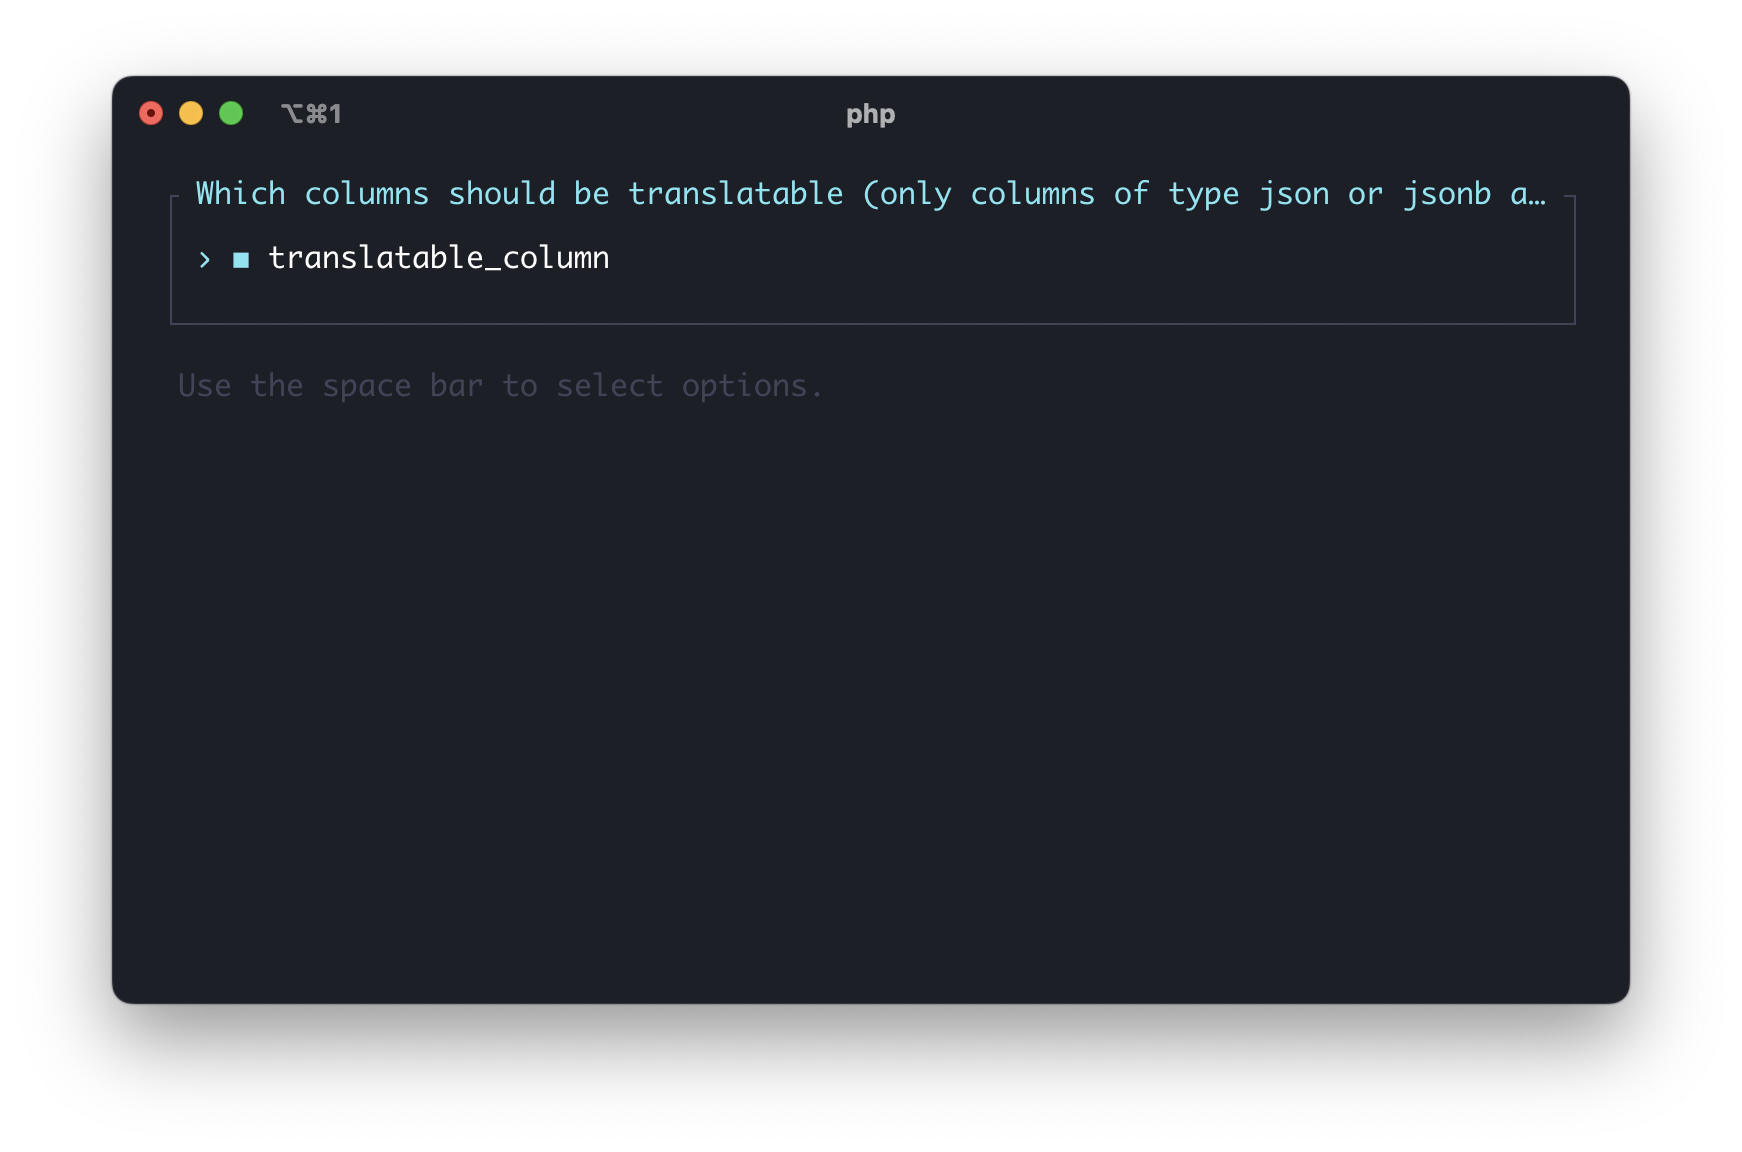 ⌥⌘1
php
Which columns should be translatable (only columns of type json or jsonb a…
› ■ translatable_column
Use the space bar to select options.